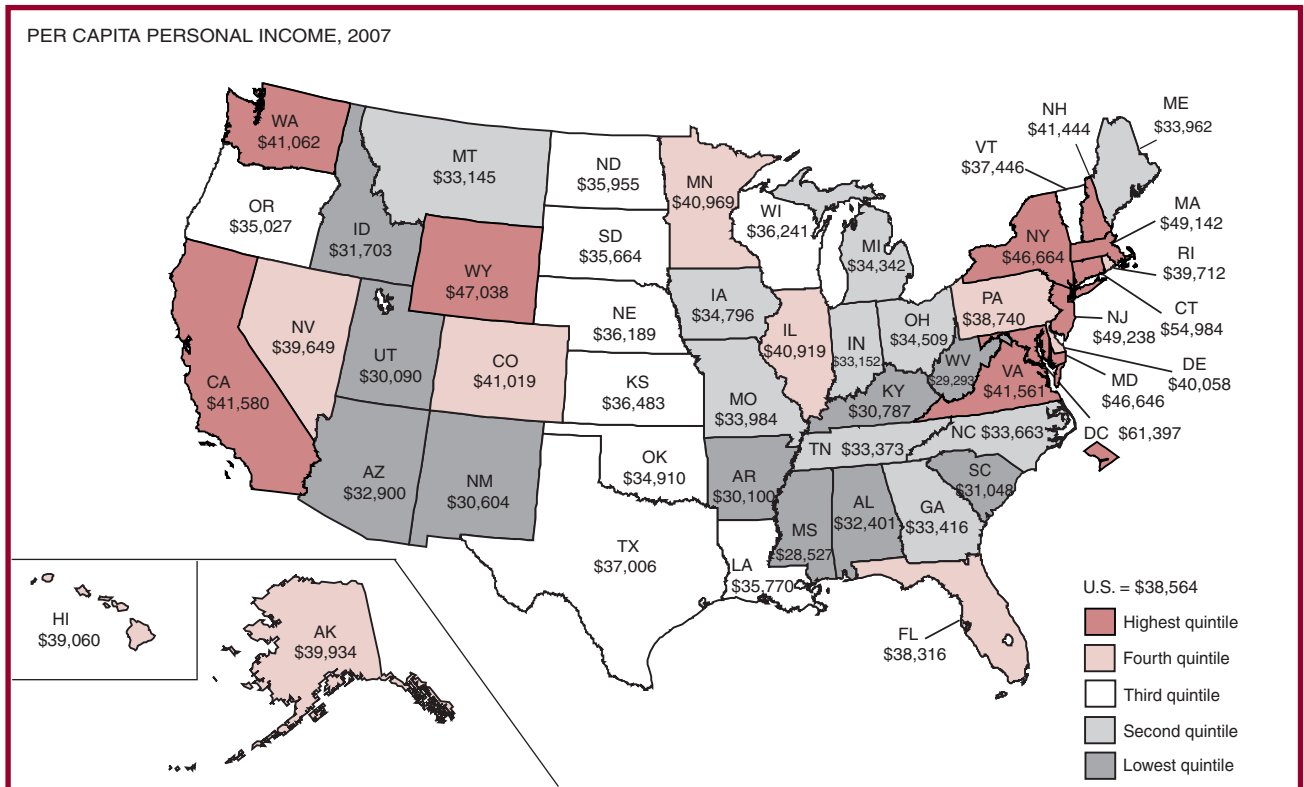 PER CAPITA PERSONAL INCOME, 2007
WA
$41,062
OR
$35,027
CA
$41,580
NV
$39,649
ID
$31,703
MT
$33,145
WY
$47,038
UT
$30,090
CO
$41,019
AZ
$32,900
NM
$30,604
ND
$35,955
SD
$35,664
NE
$36,189
KS
$36,483
OK
$34,910
TX
$37,006
MN
$40,969
IA
$34,796
MO
$33,984
AR
$30,100
LA
$35,770
WI
$36,241
IL
$40,919
MI
$34,342
IN
$33,152
OH
$34,509
KY
$30,787
TN $33,373
MS
$28,527
AL
$32,401
GA
$33,416
FL
$38,316
SC
$31,048
NC $33,663
VA
$41,561
WV
$29,293
PA
$38,740
NY
$46,664
VT
$37,446
NH
$41,444
ME
$33,962
MA
$49,142
RI
$39,712
CT
$54,984
NJ
$49,238
DE
$40,058
MD
$46,646
DC $61,397
HI
$39,060
AK
$39,934
U.S. = $38,564
Highest quintile
Fourth quintile
Third quintile
Second quintile
Lowest quintile